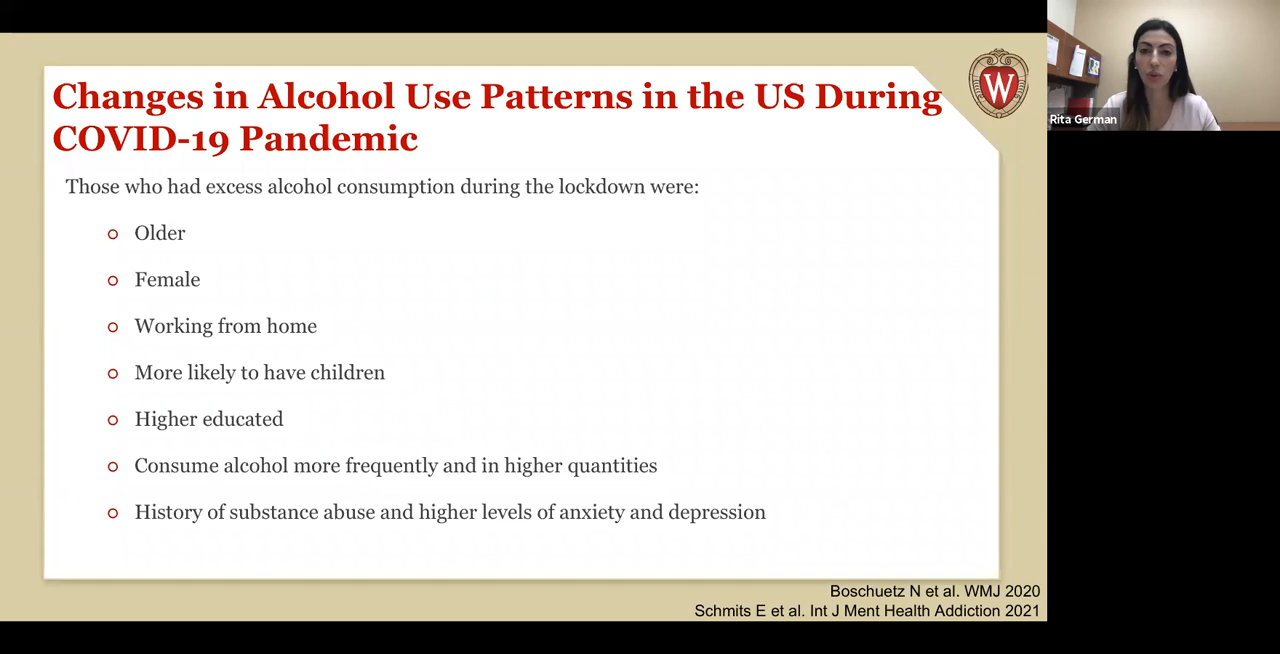 Changes in Alcohol Use Patterns in the US During
COVID-19 Pandemic
W
Rita German
Those who had excess alcohol consumption during the lockdown were:
Older
Female
Working from home
More likely to have children
Higher educated
Consume alcohol more frequently and in higher quantities
History of substance abuse and higher levels of anxiety and depression
Boschuetz N et al. WMJ 2020
Schmits E et al. Int J Ment Health Addiction 2021